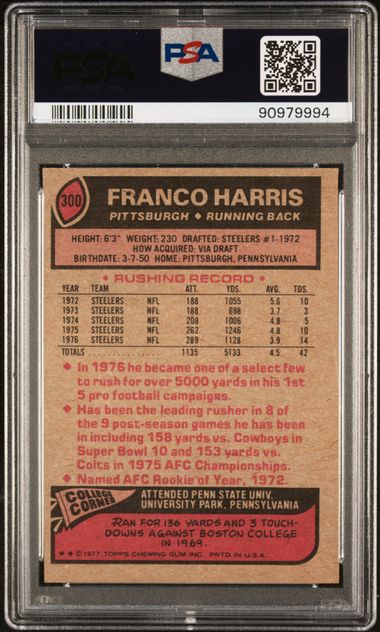 PSA
PSA
90979994
300
FRANCO HARRIS
PITTSBURGH ◆ RUNNING BACK
HEIGHT: 6'3" WEIGHT: 230 DRAFTED: STEELERS #1-1972
HOW ACQUIRED: VIA DRAFT
BIRTHDATE: 3-7-50 HOME: PITTSBURGH, PENNSYLVANIA
◆ RUSHING RECORD ◆
YEAR TEAM ATT. YDS. AVG. TDS.
1972 STEELERS NFL 188 1055 5.6 10
1973 STEELERS NFL 188 698 3.7 3
1974 STEELERS NFL 208 1006 4.8 5
1975 STEELERS NFL 262 1246 4.8 10
1976 STEELERS NFL 289 1128 3.9 14
TOTALS 1135 5133 4.5 42
◆ In 1976 he became one of a select few
to rush for over 5000 yards in his 1st
5 pro football campaigns.
◆ Has been the leading rusher in 8 of
the 9 post-season games he has been
in including 158 yards vs. Cowboys in
Super Bowl 10 and 153 yards vs.
Colts in 1975 AFC Championships.
◆ Named AFC Rookie of Year, 1972.
COLLEGE CORNER
ATTENDED PENN STATE UNIV.
UNIVERSITY PARK, PENNSYLVANIA
RAN FOR 136 YARDS AND 3 TOUCH-
DOWNS AGAINST BOSTON COLLEGE
IN 1969.
** ©1977 TOPPS CHEWING GUM INC. PRTD. IN U.S.A.